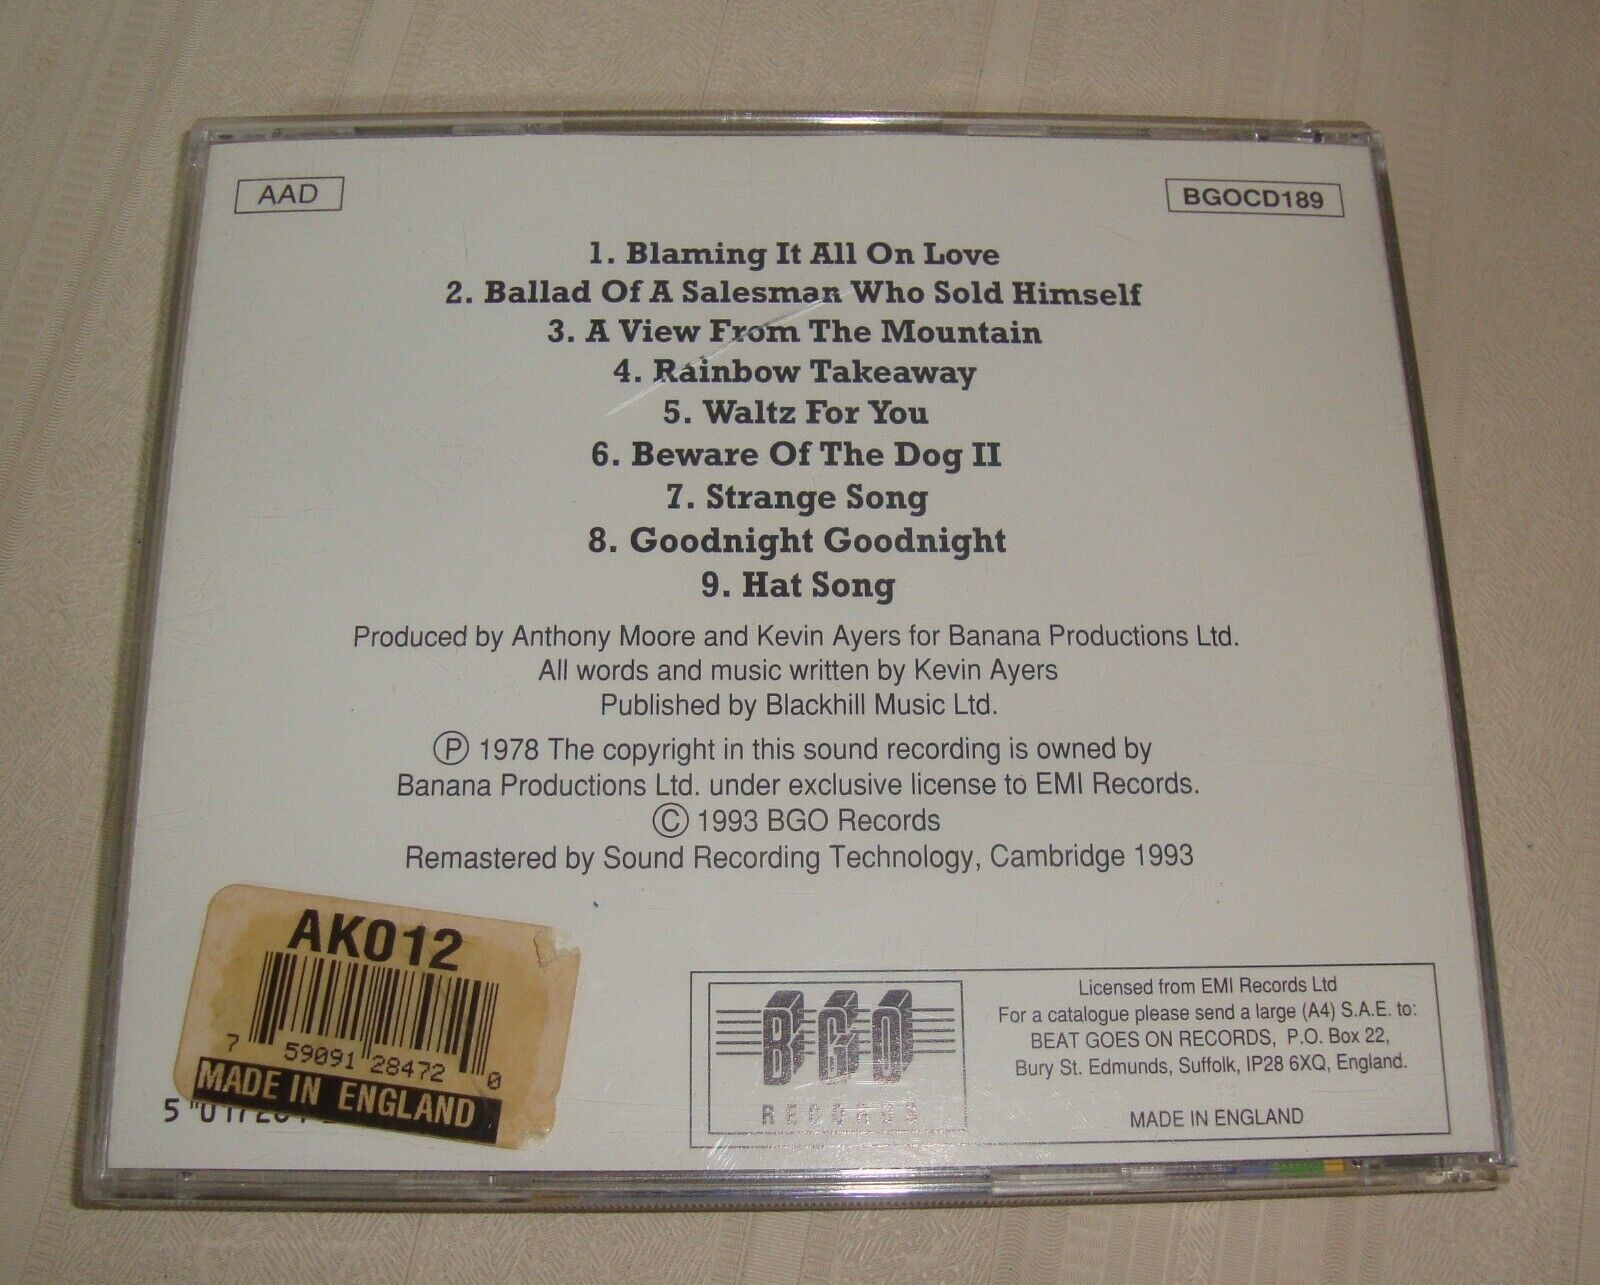 AAD
BGOCD189
1. Blaming It All On Love
2. Ballad Of A Salesman Who Sold Himself
3. A View From The Mountain
4. Rainbow Takeaway
5. Waltz For You
6. Beware Of The Dog II
7. Strange Song
8. Goodnight Goodnight
9. Hat Song
Produced by Anthony Moore and Kevin Ayers for Banana Productions Ltd.
All words and music written by Kevin Ayers
Published by Blackhill Music Ltd.
Ⓟ 1978 The copyright in this sound recording is owned by
Banana Productions Ltd. under exclusive license to EMI Records.
© 1993 BGO Records
Remastered by Sound Recording Technology, Cambridge 1993
AK012
7 59091 28472 0
MADE IN ENGLAND
5
BGO
RECORDS
Licensed from EMI Records Ltd
For a catalogue please send a large (A4) S.A.E. to:
BEAT GOES ON RECORDS, P.O. Box 22,
Bury St. Edmunds, Suffolk, IP28 6XQ, England.
MADE IN ENGLAND